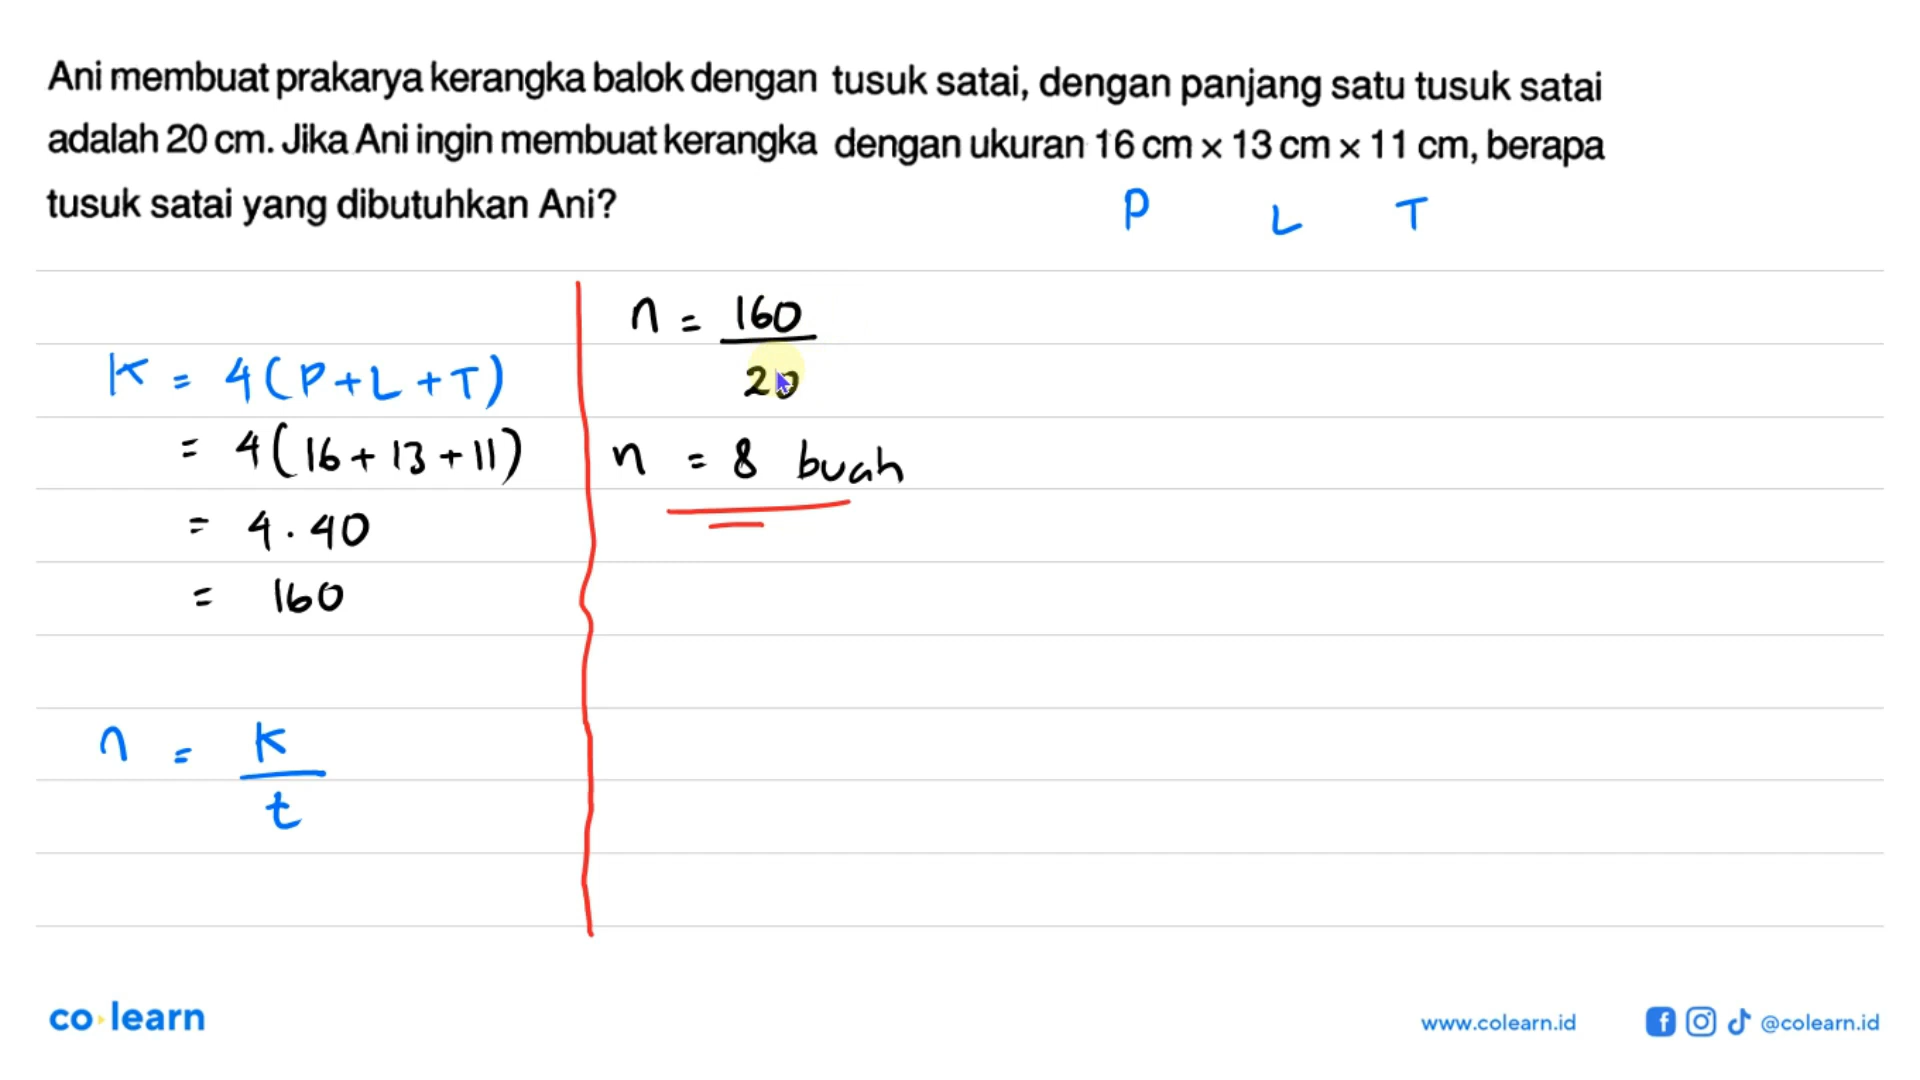 Ani membuat prakarya kerangka balok dengan tusuk satai, dengan panjang satu tusuk satai
adalah 20 cm. Jika Ani ingin membuat kerangka dengan ukuran 16 cm × 13 cm × 11 cm, berapa
tusuk satai yang dibutuhkan Ani?
P L T
K = 4(P+L+T)
= 4(16+13+11)
= 4.40
= 160
n = K
t
n = 160
20
n = 8 buah
co learn
www.colearn.id
@colearn.id